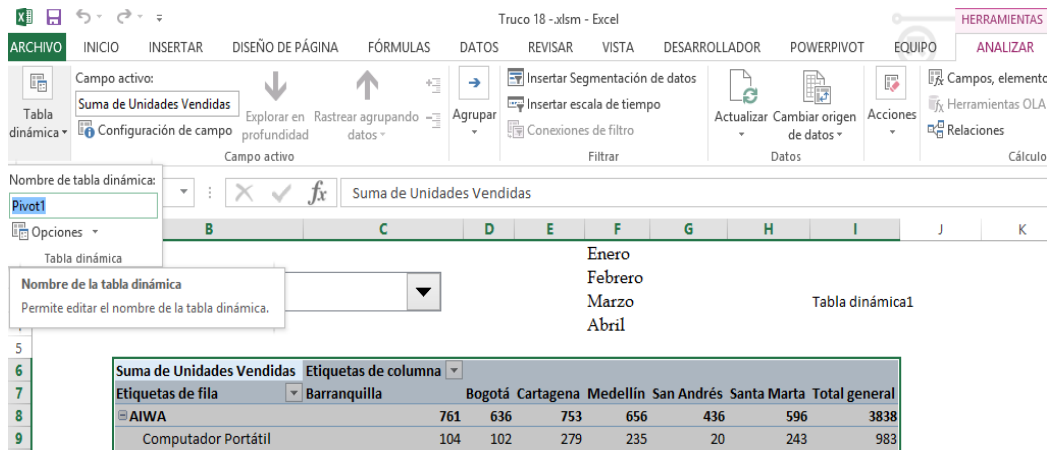 Truco 18 -.xlsm - Excel
HERRAMIENTAS
ARCHIVO INICIO INSERTAR DISEÑO DE PÁGINA FÓRMULAS DATOS REVISAR VISTA DESARROLLADOR POWERPIVOT EQUIPO ANALIZAR
Tabla dinámica
Campo activo:
Suma de Unidades Vendidas
Configuración de campo
Explorar en profundidad
Rastrear agrupando datos
Campo activo
Agrupar
Insertar Segmentación de datos
Insertar escala de tiempo
Conexiones de filtro
Filtrar
Actualizar
Cambiar origen de datos
Datos
Acciones
Campos, elemento
Herramientas OLA
Relaciones
Cálculo
Nombre de tabla dinámica:
Pivot1
Opciones
Tabla dinámica
fx Suma de Unidades Vendidas
B C D E F G H I J K
Nombre de la tabla dinámica
Permite editar el nombre de la tabla dinámica.
Enero
Febrero
Marzo
Tabla dinámica1
Abril
5
6 Suma de Unidades Vendidas Etiquetas de columna
7 Etiquetas de fila Barranquilla Bogotá Cartagena Medellín San Andrés Santa Marta Total general
8 AIWA 761 636 753 656 436 596 3838
9 Computador Portátil 104 102 279 235 20 243 983